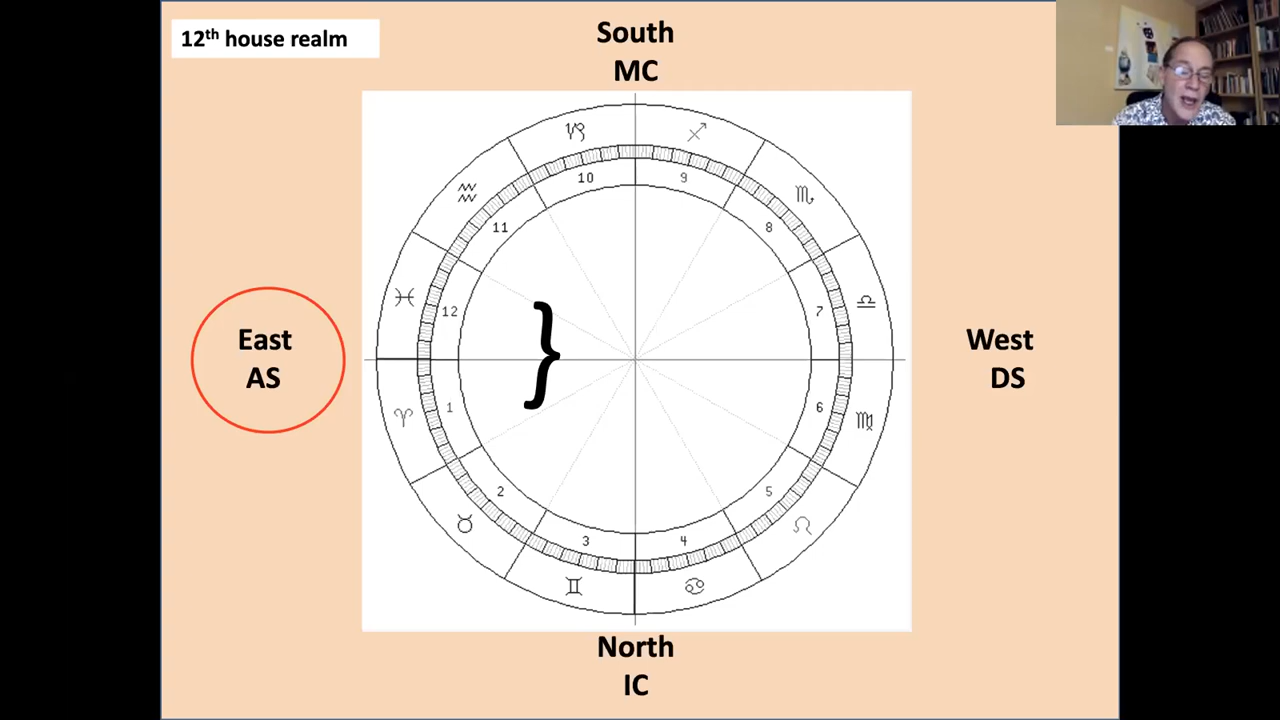 12th house realm
South
MC
♑ ♐
10 9
♒ ♏
11 8
♓ ♎
12 7
East
AS
West
DS
♈ ♍
1 6
2 5
♉ ♌
3 4
♊ ♋
North
IC